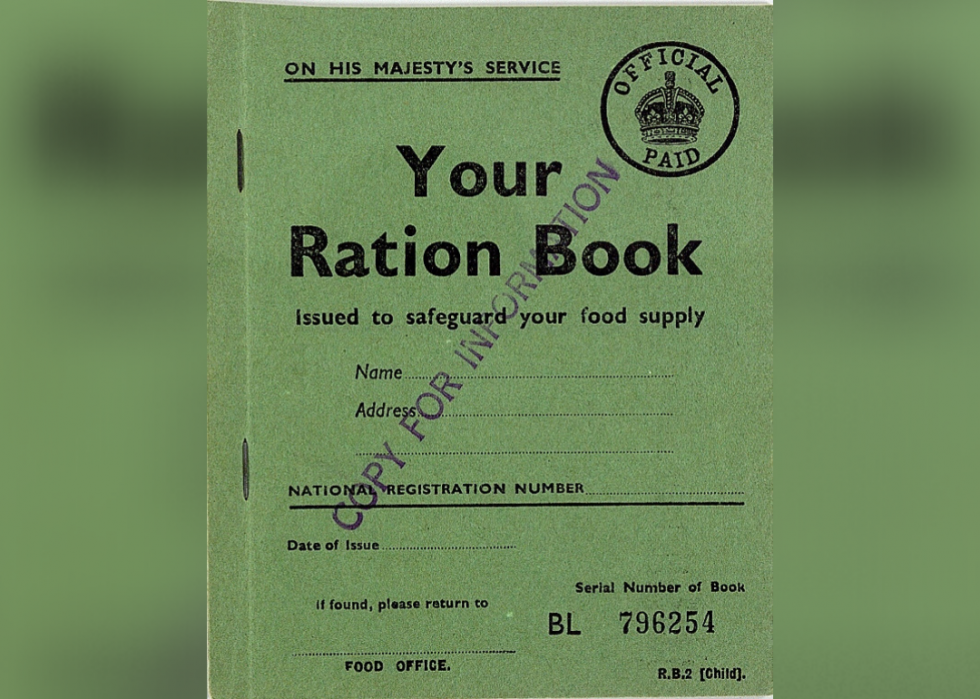 ON HIS MAJESTY'S SERVICE
OFFICIAL
PAID
Your
Ration Book
Issued to safeguard your food supply
Name
Address
COPY FOR INFORMATION
NATIONAL REGISTRATION NUMBER
Date of Issue
Serial Number of Book
If found, please return to
BL 796254
FOOD OFFICE.
R.B.2 [Child].